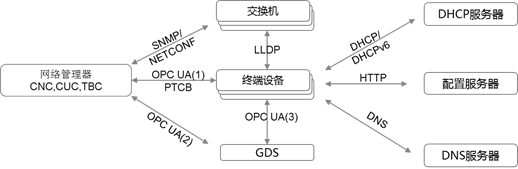 交换机
DHCP服务器
SNMP/
NETCONF
LLDP
DHCP/
DHCPv6
网络管理器
CNC,CUC,TBC
OPC UA(1)
PTCB
终端设备
HTTP
配置服务器
OPC UA(2)
OPC UA(3)
DNS
GDS
DNS服务器